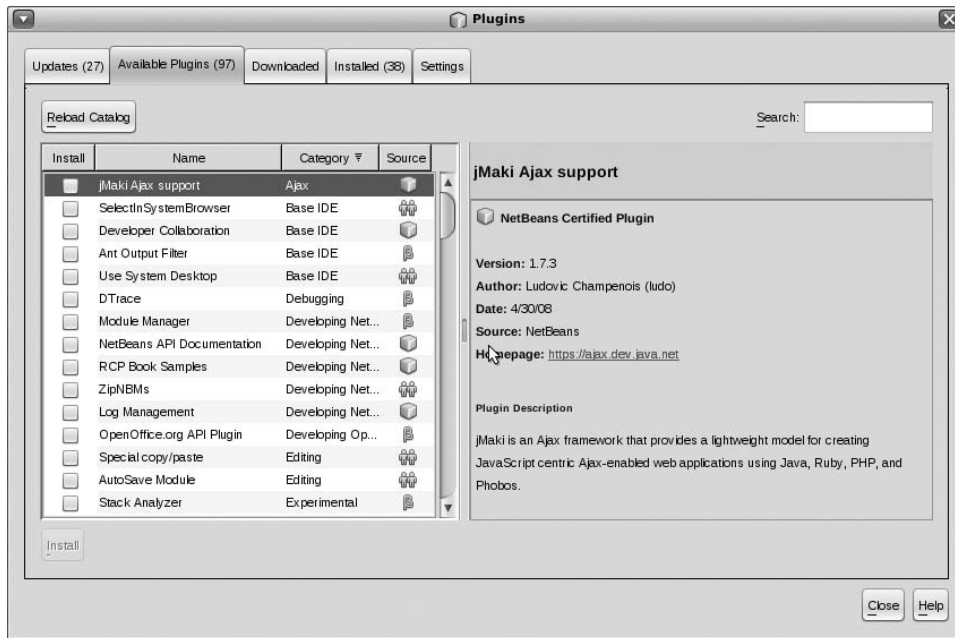 Plugins
Updates (27) Available Plugins (97) Downloaded Installed (38) Settings
Reload Catalog Search:
Install Name Category Source
jMaki Ajax support Ajax
SelectInSystemBrowser Base IDE
Developer Collaboration Base IDE
Ant Output Filter Base IDE β
Use System Desktop Base IDE
DTrace Debugging β
Module Manager Developing Net... β
NetBeans API Documentation Developing Net...
RCP Book Samples Developing Net...
ZipNBMs Developing Net...
Log Management Developing Net...
OpenOffice.org API Plugin Developing Op... β
Special copy/paste Editing
AutoSave Module Editing
Stack Analyzer Experimental β
jMaki Ajax support
NetBeans Certified Plugin
Version: 1.7.3
Author: Ludovic Champenois (ludo)
Date: 4/30/08
Source: NetBeans
Homepage: https://ajax.dev.java.net
Plugin Description
jMaki is an Ajax framework that provides a lightweight model for creating
JavaScript centric Ajax-enabled web applications using Java, Ruby, PHP, and
Phobos.
Install
Close Help